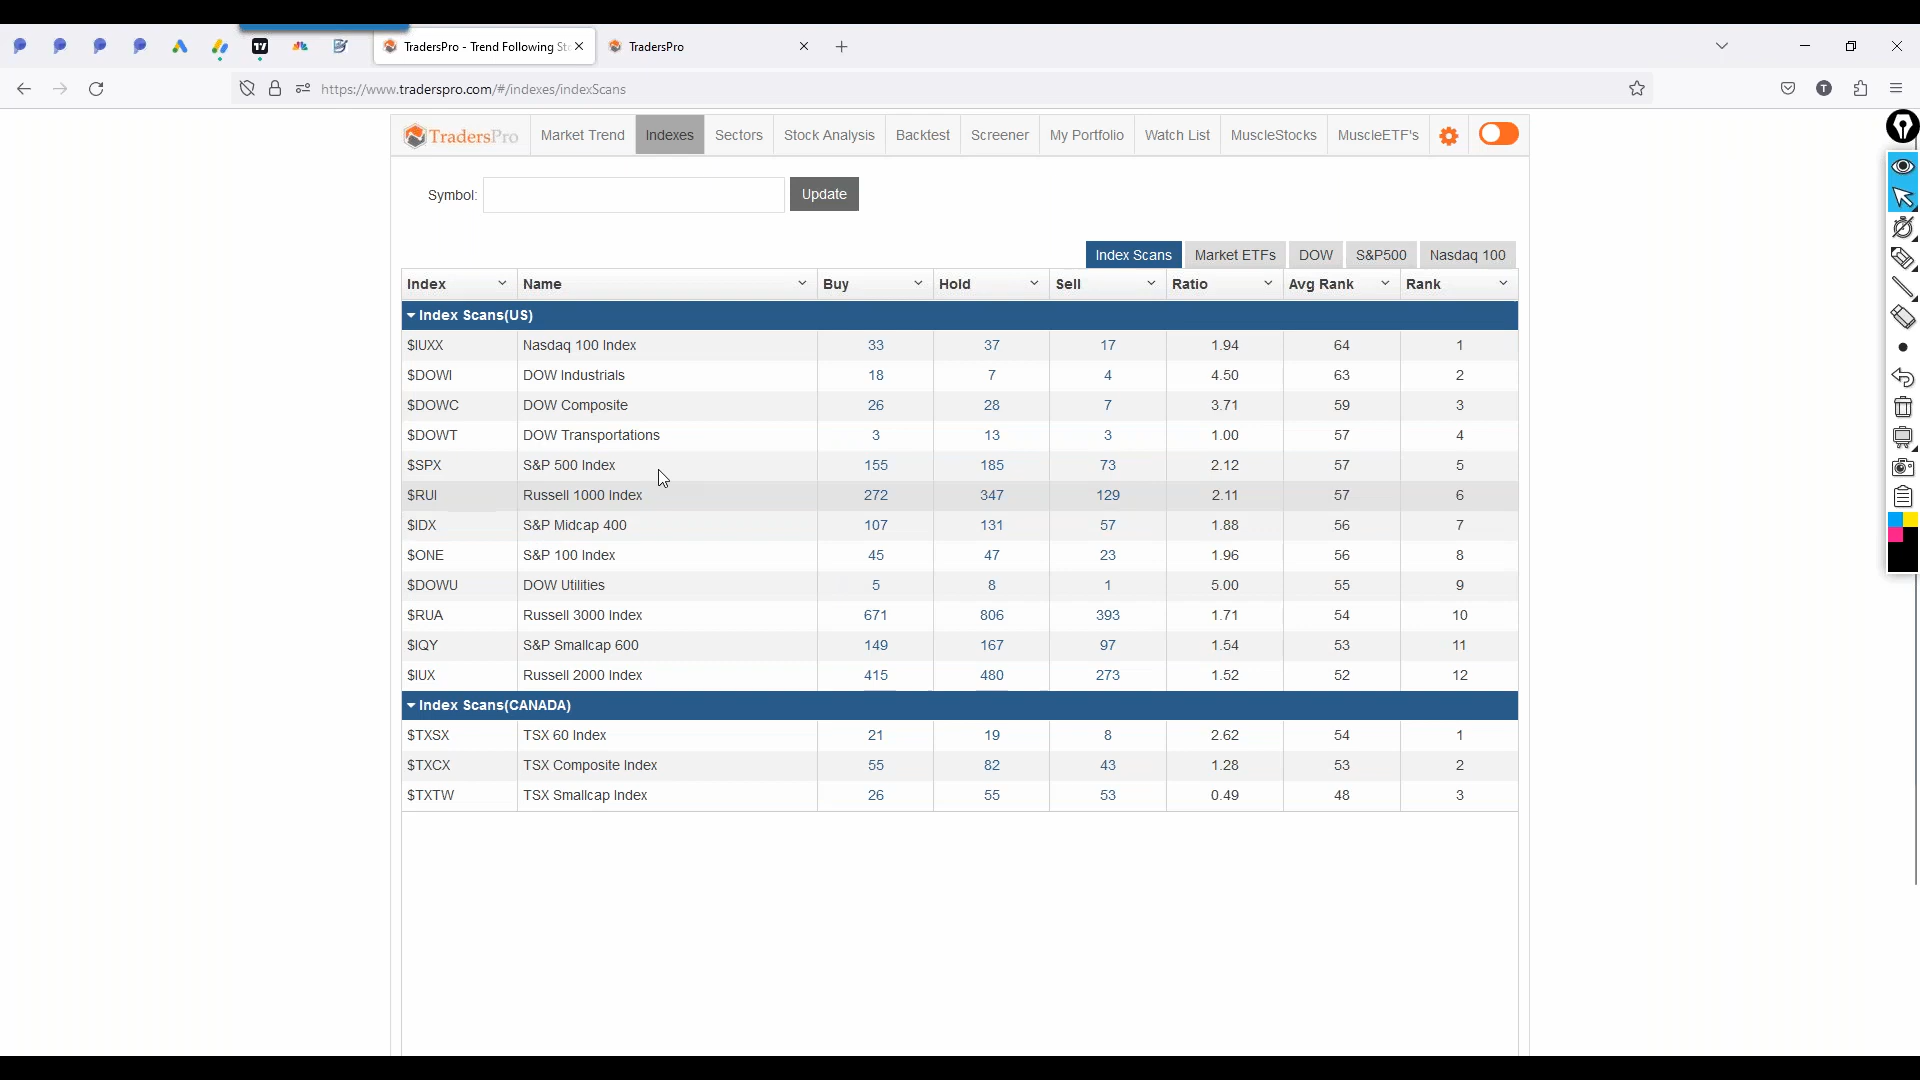 TradersPro - Trend Following St
TradersPro
https://www.traderspro.com/#/indexes/indexScans
T
TradersPro Market Trend Indexes Sectors Stock Analysis Backtest Screener My Portfolio Watch List MuscleStocks MuscleETF's
Symbol: Update
Index Scans Market ETFs DOW S&P500 Nasdaq 100
Index Name Buy Hold Sell Ratio Avg Rank Rank
Index Scans(US)
$IUXX Nasdaq 100 Index 33 37 17 1.94 64 1
$DOWI DOW Industrials 18 7 4 4.50 63 2
$DOWC DOW Composite 26 28 7 3.71 59 3
$DOWT DOW Transportations 3 13 3 1.00 57 4
$SPX S&P 500 Index 155 185 73 2.12 57 5
$RUI Russell 1000 Index 272 347 129 2.11 57 6
$IDX S&P Midcap 400 107 131 57 1.88 56 7
$ONE S&P 100 Index 45 47 23 1.96 56 8
$DOWU DOW Utilities 5 8 1 5.00 55 9
$RUA Russell 3000 Index 671 806 393 1.71 54 10
$IQY S&P Smallcap 600 149 167 97 1.54 53 11
$IUX Russell 2000 Index 415 480 273 1.52 52 12
Index Scans(CANADA)
$TXSX TSX 60 Index 21 19 8 2.62 54 1
$TXCX TSX Composite Index 55 82 43 1.28 53 2
$TXTW TSX Smallcap Index 26 55 53 0.49 48 3